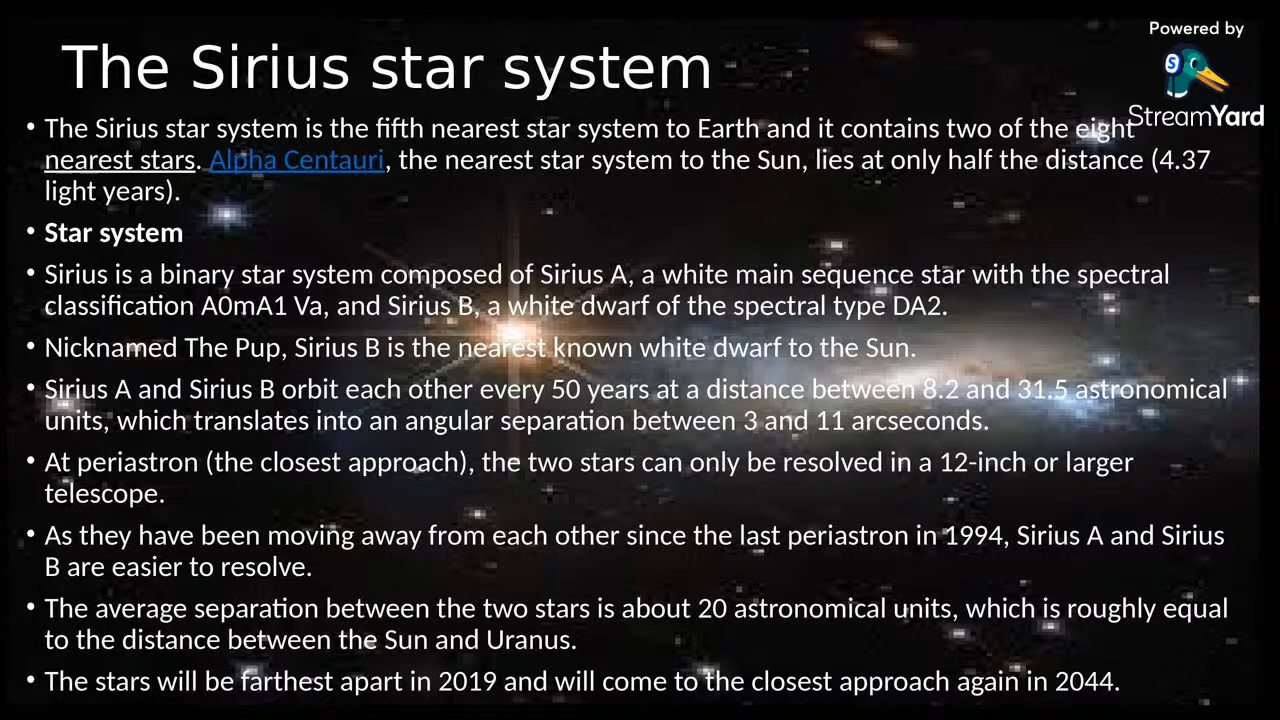 Powered by
StreamYard
The Sirius star system
• The Sirius star system is the fifth nearest star system to Earth and it contains two of the eight
nearest stars. Alpha Centauri, the nearest star system to the Sun, lies at only half the distance (4.37
light years).
• Star system
• Sirius is a binary star system composed of Sirius A, a white main sequence star with the spectral
classification A0mA1 Va, and Sirius B, a white dwarf of the spectral type DA2.
• Nicknamed The Pup, Sirius B is the nearest known white dwarf to the Sun.
• Sirius A and Sirius B orbit each other every 50 years at a distance between 8.2 and 31.5 astronomical
units, which translates into an angular separation between 3 and 11 arcseconds.
• At periastron (the closest approach), the two stars can only be resolved in a 12-inch or larger
telescope.
• As they have been moving away from each other since the last periastron in 1994, Sirius A and Sirius
B are easier to resolve.
• The average separation between the two stars is about 20 astronomical units, which is roughly equal
to the distance between the Sun and Uranus.
• The stars will be farthest apart in 2019 and will come to the closest approach again in 2044.